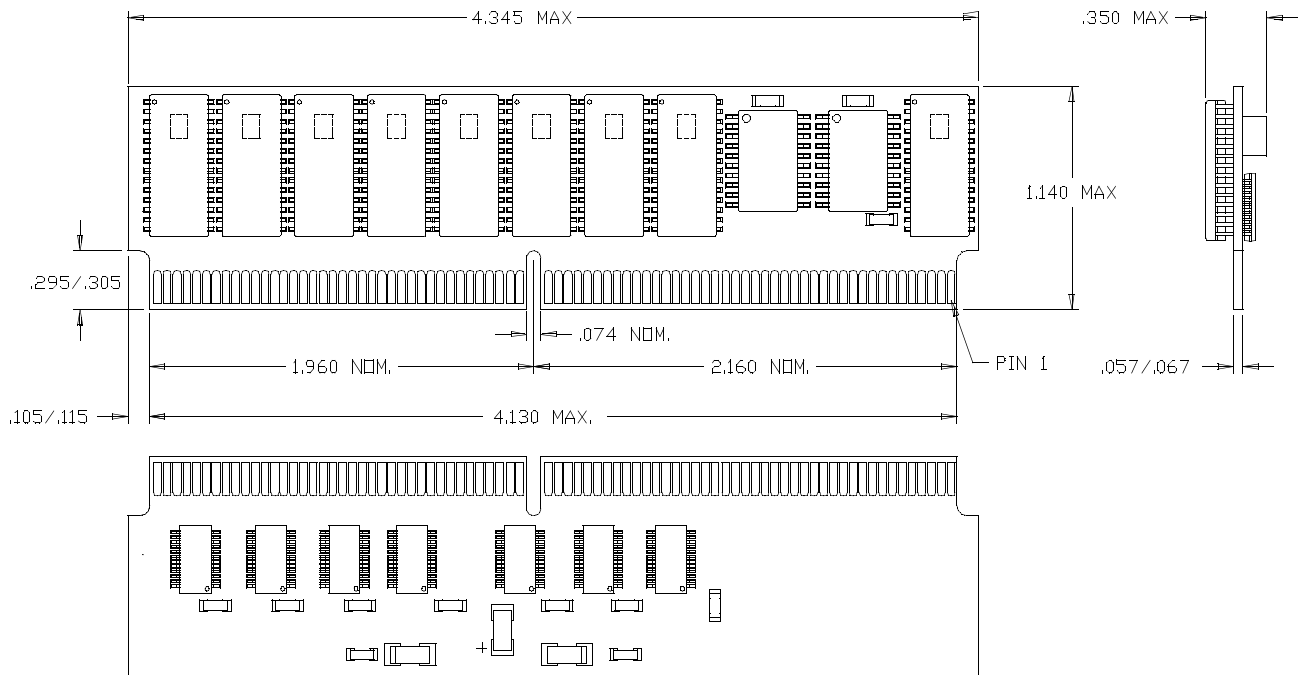 4.345 MAX
.350 MAX
1.140 MAX
.295/.305
.074 NOM.
1.960 NOM.
2.160 NOM.
PIN 1
.057/.067
.105/.115
4.130 MAX.
+